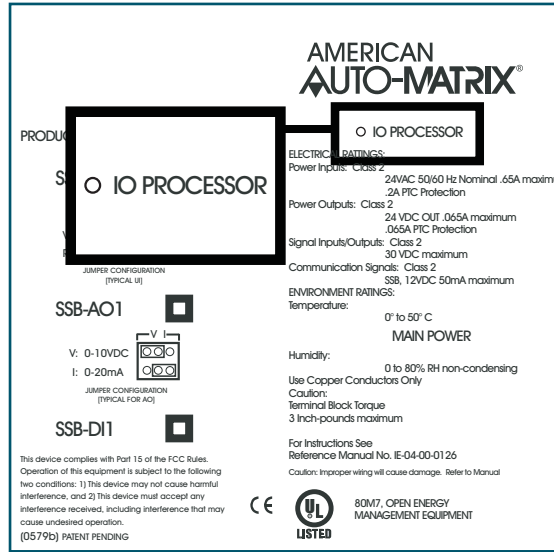 AMERICAN
AUTO-MATRIX®
PRODUC
IO PROCESSOR
IO PROCESSOR
JUMPER CONFIGURATION
(TYPICAL UI)
SSB-AO1
V I
V: 0-10VDC
I: 0-20mA
JUMPER CONFIGURATION
(TYPICAL FOR AO)
SSB-DI1
This device complies with Part 15 of the FCC Rules.
Operation of this equipment is subject to the following
two conditions: 1) This device may not cause harmful
interference, and 2) This device must accept any
interference received, including interference that may
cause undesired operation.
(0579b) PATENT PENDING
ELECTRICAL RATTINGS:
Power Inputs: Class 2
24VAC 50/60 Hz Nominal .65A maximu
.2A PTC Protection
Power Outputs: Class 2
24 VDC OUT .065A maximum
.065A PTC Protection
Signal Inputs/Outputs: Class 2
30 VDC maximum
Communication Signals: Class 2
SSB, 12VDC 50mA maximum
ENVIRONMENT RATINGS:
Temperature:
0° to 50° C
MAIN POWER
Humidity:
0 to 80% RH non-condensing
Use Copper Conductors Only
Caution:
Terminal Block Torque
3 Inch-pounds maximum
For Instructions See
Reference Manual No. IE-04-00-0126
Caution: Improper wiring will cause damage. Refer to Manual
CE
UL
LISTED
80M7, OPEN ENERGY
MANAGEMENT EQUIPMENT